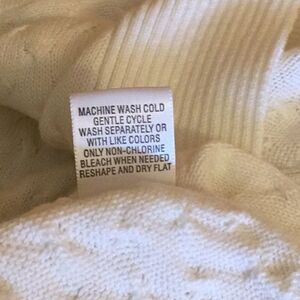 MACHINE WASH COLD
GENTLE CYCLE
WASH SEPARATELY OR
WITH LIKE COLORS
ONLY NON-CHLORINE
BLEACH WHEN NEEDED
RESHAPE AND DRY FLAT